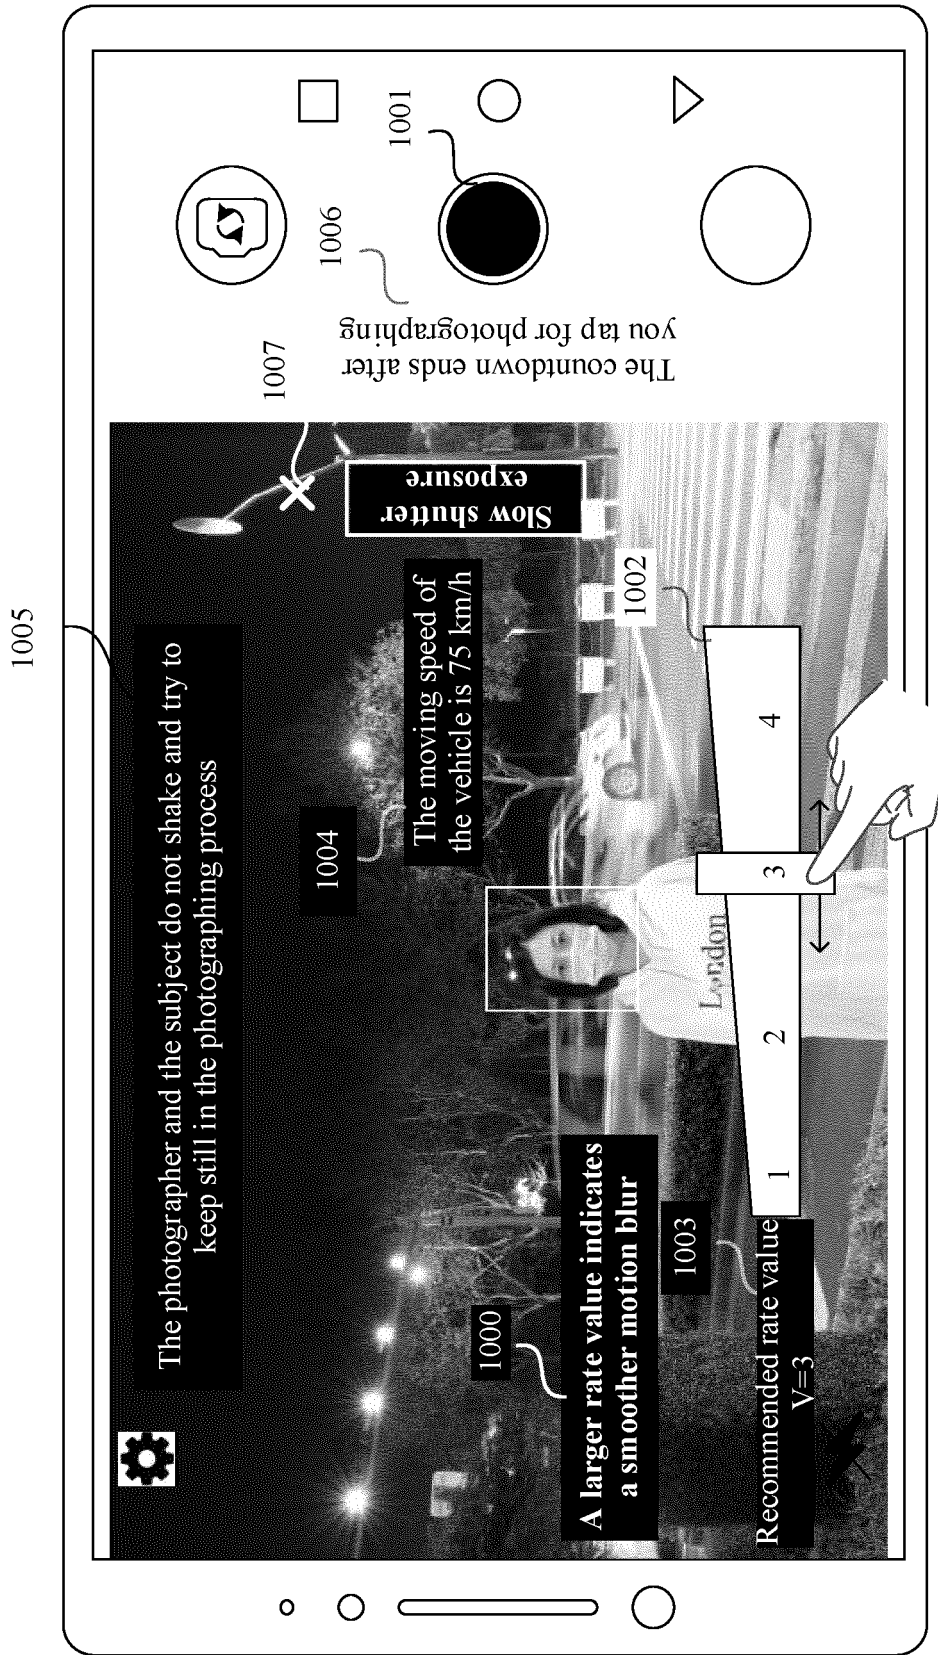 1005
The photographer and the subject do not shake and try to
keep still in the photographing process
1004
The moving speed of
the vehicle is 75 km/h
1007
Slow shutter
exposure
1006
The countdown ends after
you tap for photographing
1001
1000
A larger rate value indicates
a smoother motion blur
1002
1003
Recommended rate value
V=3
1
2
3
4
London